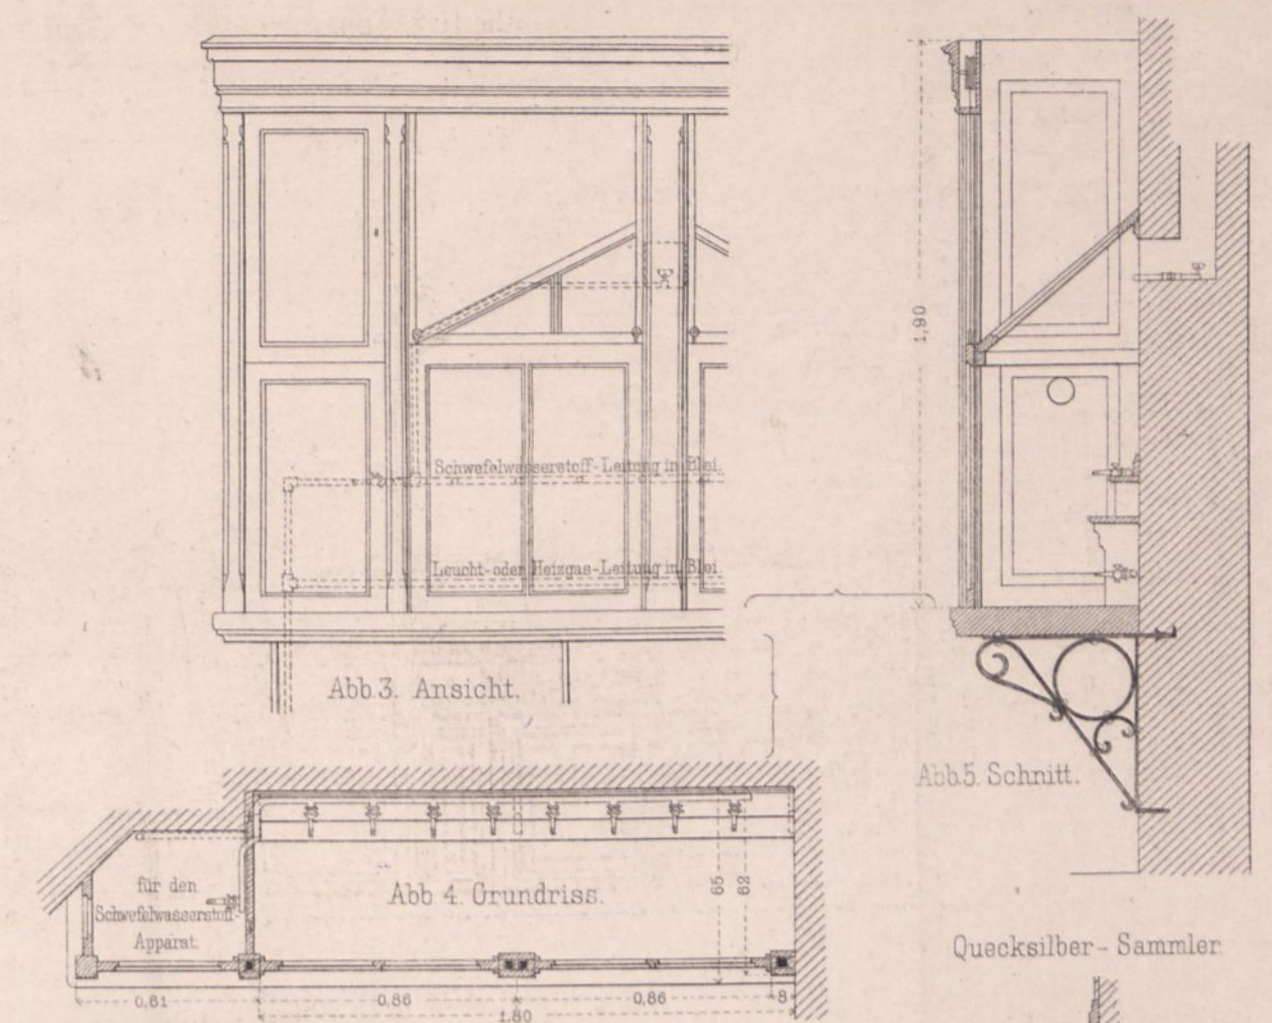 1,90
Schwefelwasserstoff-Leitung in Blei.
Leucht-oder Heizgas-Leitung in Blei.
Abb.3. Ansicht.
Abb.5. Schnitt.
für den
Schwefelwasserstoff-
Apparat.
Abb 4. Grundriss.
65
62
0,61
0,86
0,86
8
1,80
Quecksilber - Sammler.